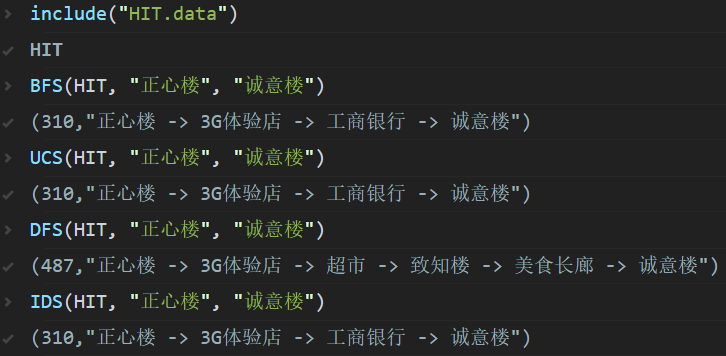 include("HIT.data")
HIT
BFS(HIT, "正心楼", "诚意楼")
(310,"正心楼 -> 3G体验店 -> 工商银行 -> 诚意楼")
UCS(HIT, "正心楼", "诚意楼")
(310,"正心楼 -> 3G体验店 -> 工商银行 -> 诚意楼")
DFS(HIT, "正心楼", "诚意楼")
(487,"正心楼 -> 3G体验店 -> 超市 -> 致知楼 -> 美食长廊 -> 诚意楼")
IDS(HIT, "正心楼", "诚意楼")
(310,"正心楼 -> 3G体验店 -> 工商银行 -> 诚意楼")